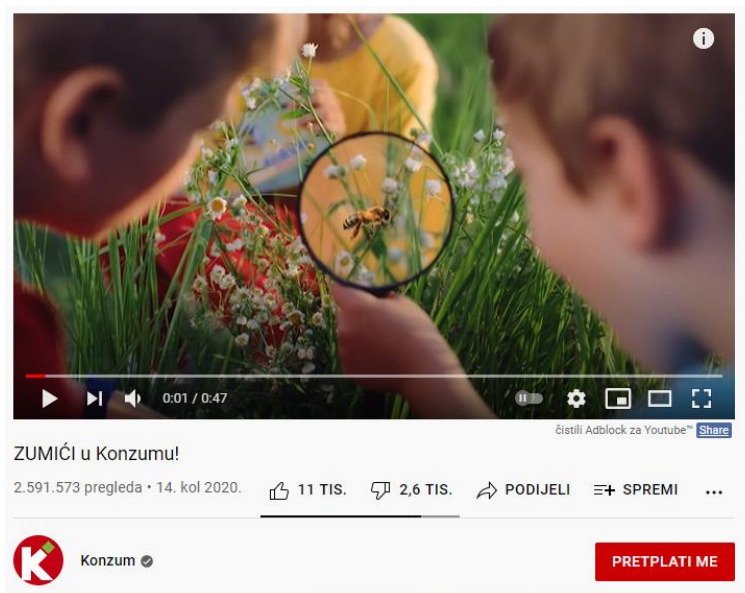 0:01 / 0:47
čistili Adblock za Youtube™ Share
ZUMIĆI u Konzumu!
2.591.573 pregleda • 14. kol 2020.
11 TIS. 2,6 TIS. PODIJELI SPREMI
K Konzum PRETPLATI ME